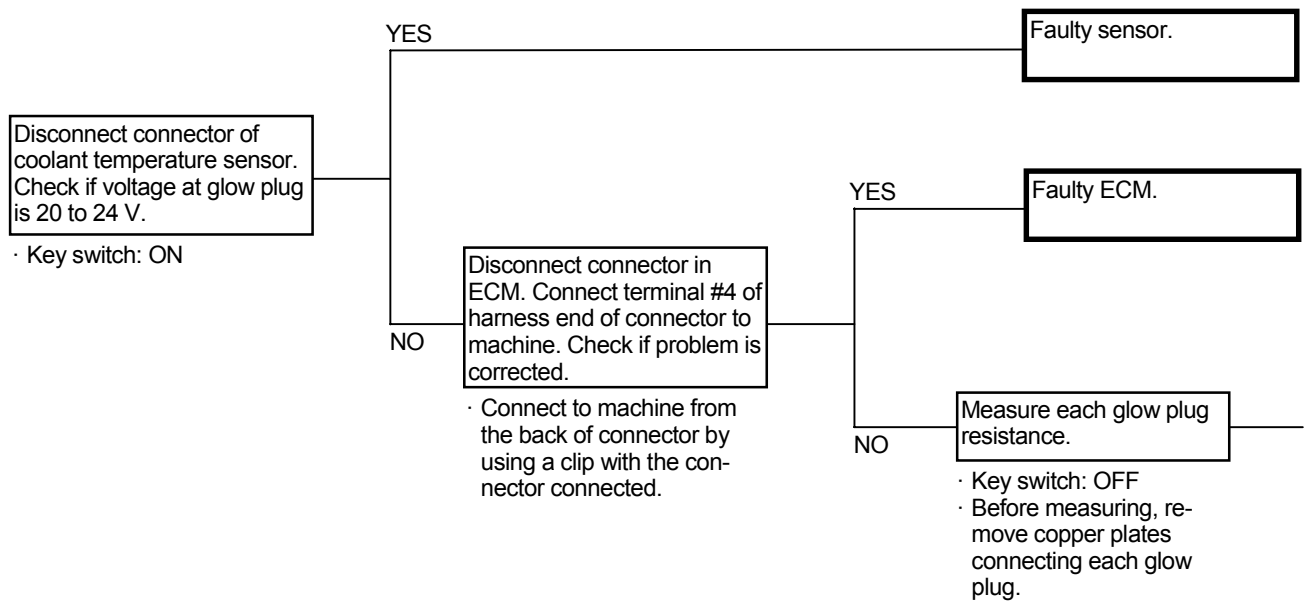 YES
Faulty sensor.
Disconnect connector of
coolant temperature sensor.
Check if voltage at glow plug
is 20 to 24 V.
· Key switch: ON
YES
Faulty ECM.
NO
Disconnect connector in
ECM. Connect terminal #4 of
harness end of connector to
machine. Check if problem is
corrected.
· Connect to machine from
the back of connector by
using a clip with the con-
nector connected.
NO
Measure each glow plug
resistance.
· Key switch: OFF
· Before measuring, re-
move copper plates
connecting each glow
plug.